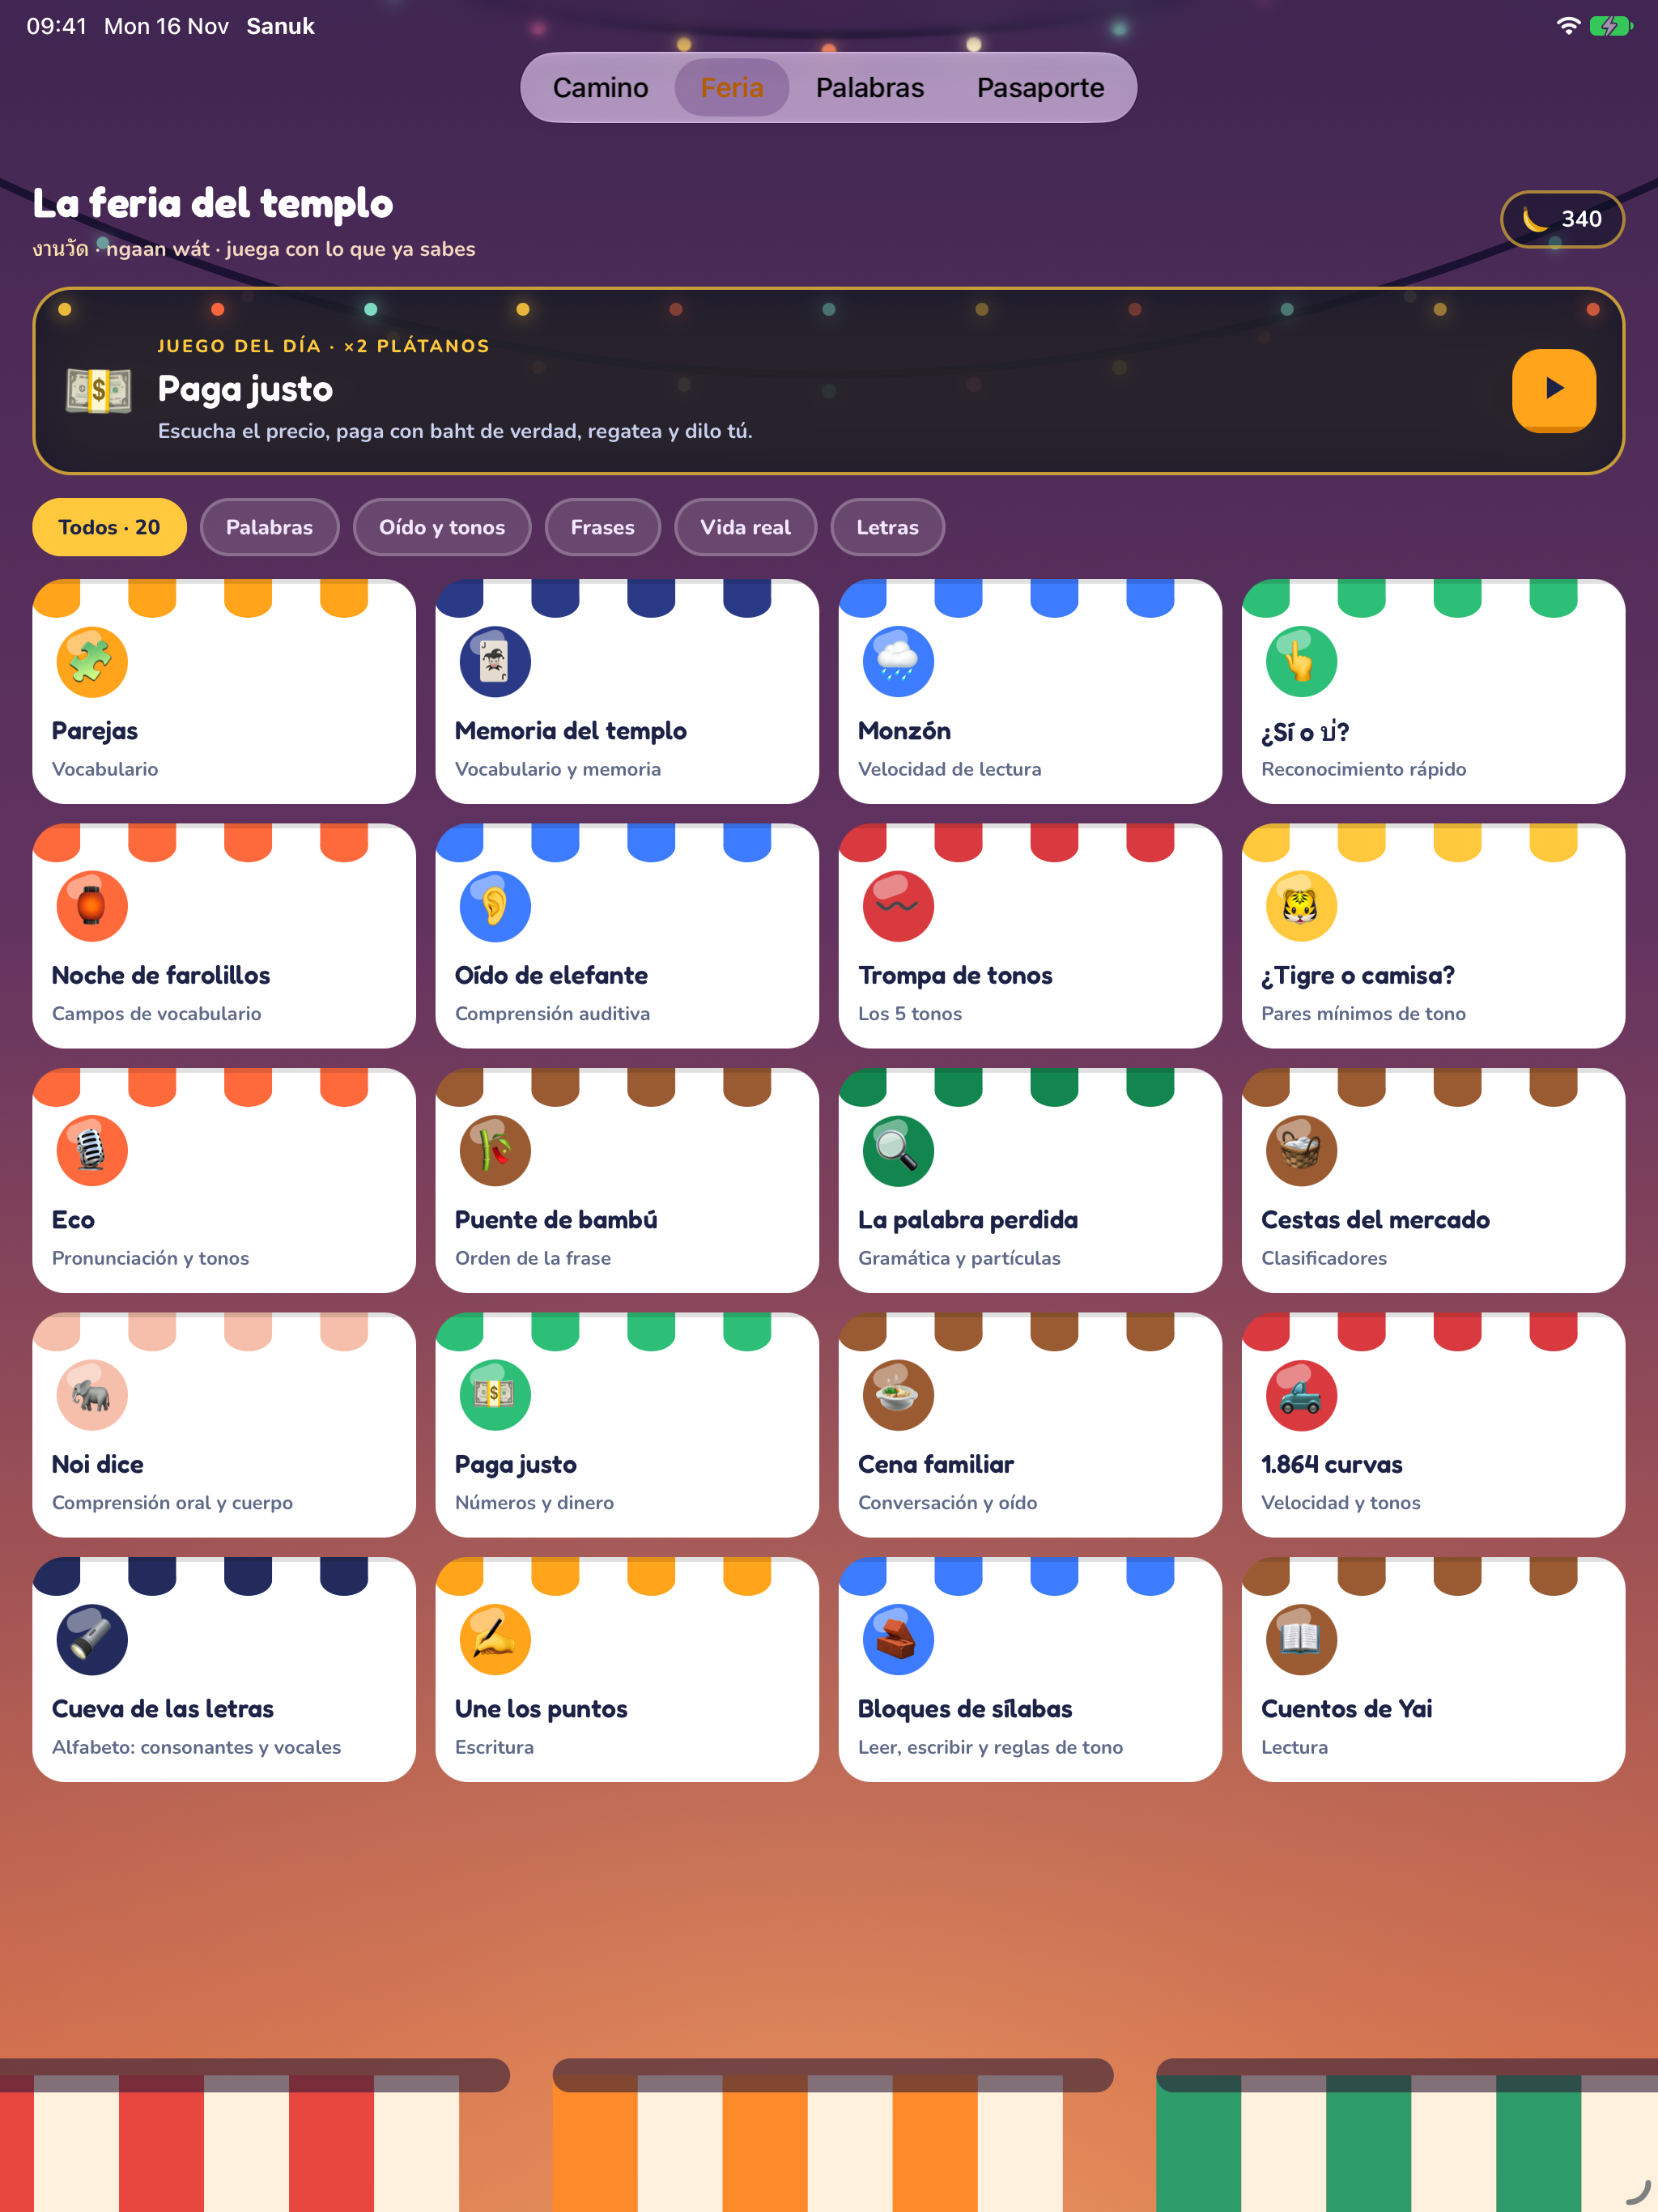 09:41 Mon 16 Nov Sanuk
Camino Feria Palabras Pasaporte
La feria del templo
งานวัด · ngaan wát · juega con lo que ya sabes
340
JUEGO DEL DÍA · ×2 PLÁTANOS
Paga justo
Escucha el precio, paga con baht de verdad, regatea y dilo tú.
Todos · 20 Palabras Oído y tonos Frases Vida real Letras
Parejas
Vocabulario
Memoria del templo
Vocabulario y memoria
Monzón
Velocidad de lectura
¿Sí o บ่?
Reconocimiento rápido
Noche de farolillos
Campos de vocabulario
Oído de elefante
Comprensión auditiva
Trompa de tonos
Los 5 tonos
¿Tigre o camisa?
Pares mínimos de tono
Eco
Pronunciación y tonos
Puente de bambú
Orden de la frase
La palabra perdida
Gramática y partículas
Cestas del mercado
Clasificadores
Noi dice
Comprensión oral y cuerpo
Paga justo
Números y dinero
Cena familiar
Conversación y oído
1.864 curvas
Velocidad y tonos
Cueva de las letras
Alfabeto: consonantes y vocales
Une los puntos
Escritura
Bloques de sílabas
Leer, escribir y reglas de tono
Cuentos de Yai
Lectura